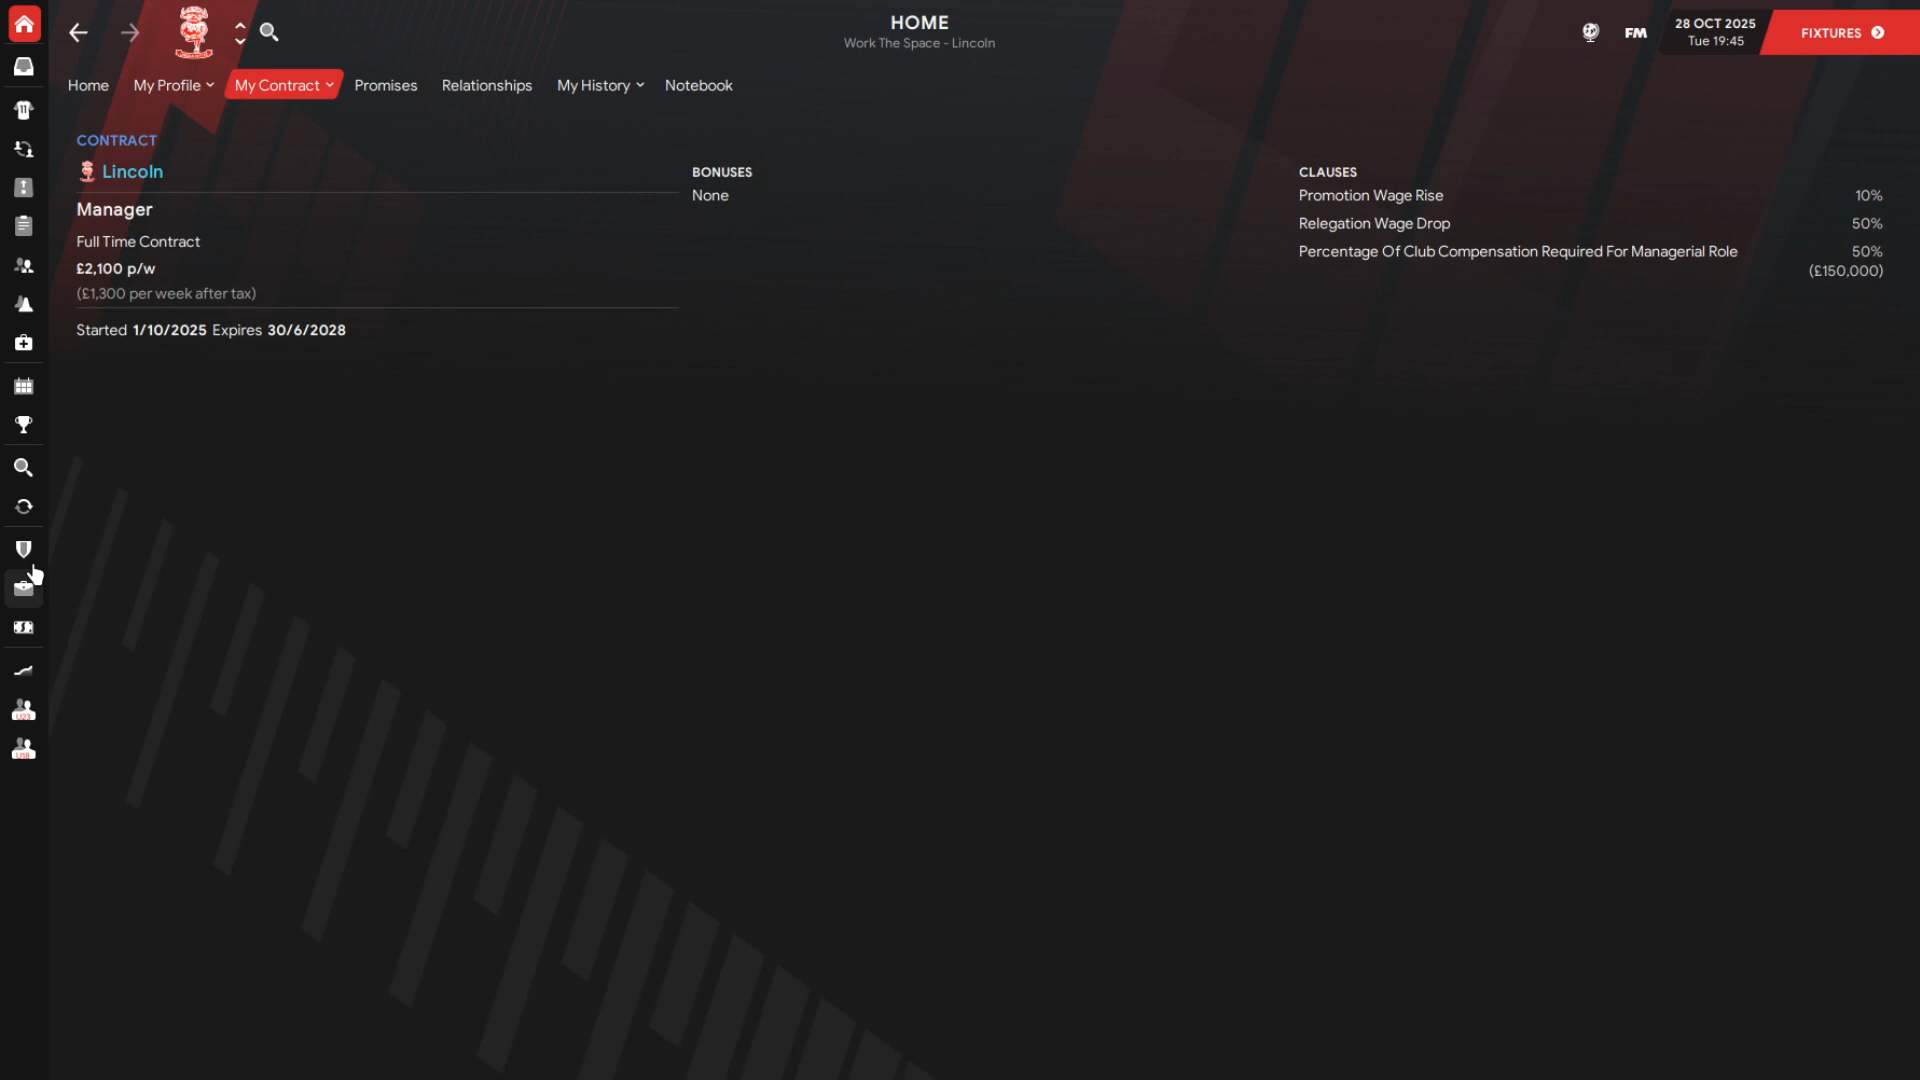 HOME
Work The Space - Lincoln
FM
28 OCT 2025
Tue 19:45
FIXTURES
Home
My Profile
My Contract
Promises
Relationships
My History
Notebook
CONTRACT
Lincoln
Manager
Full Time Contract
£2,100 p/w
(£1,300 per week after tax)
Started 1/10/2025 Expires 30/6/2028
BONUSES
None
CLAUSES
Promotion Wage Rise 10%
Relegation Wage Drop 50%
Percentage Of Club Compensation Required For Managerial Role 50%
(£150,000)
11
U23
U18